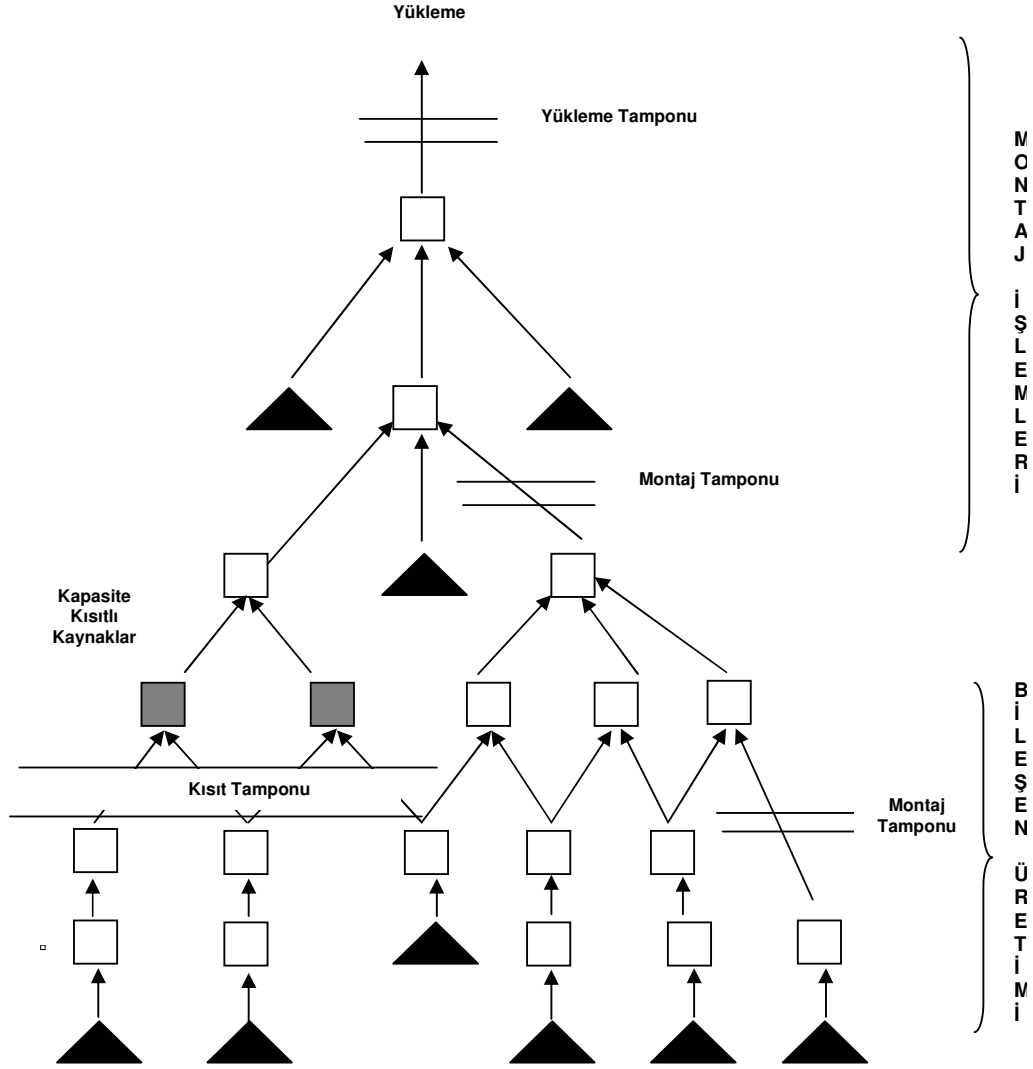 Yükleme
Yükleme Tamponu
Montaj Tamponu
Kapasite
Kısıtlı
Kaynaklar
Kısıt Tamponu
Montaj
Tamponu
M
O
N
T
A
J
İ
Ş
L
E
M
L
E
R
İ
B
İ
L
E
Ş
E
N
Ü
R
E
T
İ
M
İ